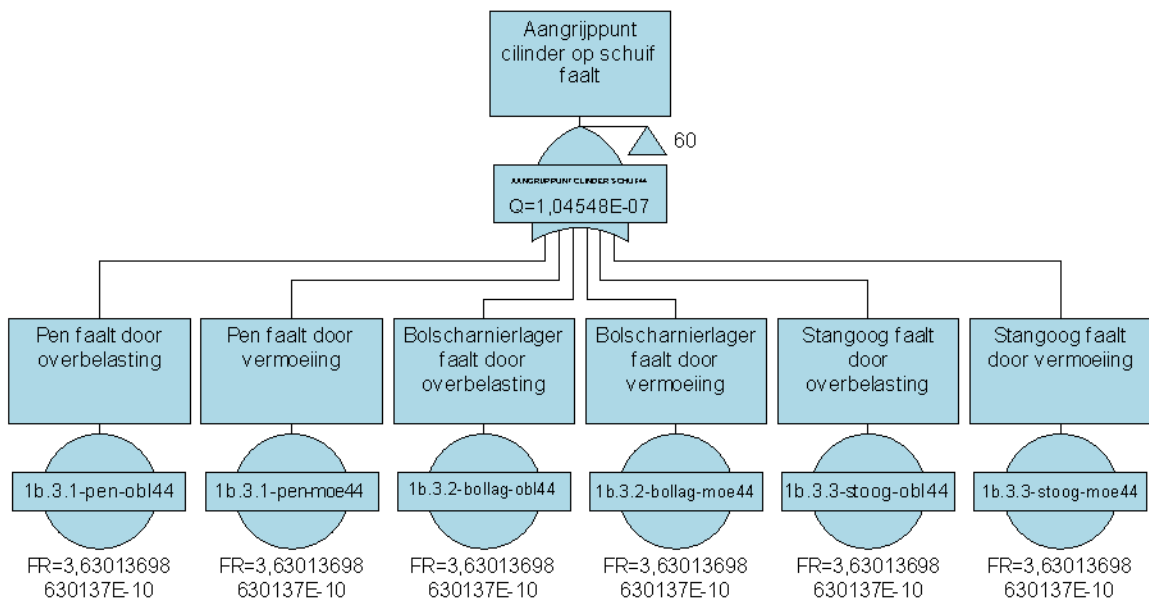 Aangrijppunt
cilinder op schuif
faalt
60
AANGRIJPPUNT CILINDER SCHUIF44
Q=1,04548E-07
Pen faalt door
overbelasting
Pen faalt door
vermoeiing
Bolscharnierlager
faalt door
overbelasting
Bolscharnierlager
faalt door
vermoeiing
Stangoog faalt
door
overbelasting
Stangoog faalt
door vermoeiing
1b.3.1-pen-obl44
1b.3.1-pen-moe44
1b.3.2-bollag-obl44
1b.3.2-bollag-moe44
1b.3.3-stoog-obl44
1b.3.3-stoog-moe44
FR=3,63013698
630137E-10
FR=3,63013698
630137E-10
FR=3,63013698
630137E-10
FR=3,63013698
630137E-10
FR=3,63013698
630137E-10
FR=3,63013698
630137E-10